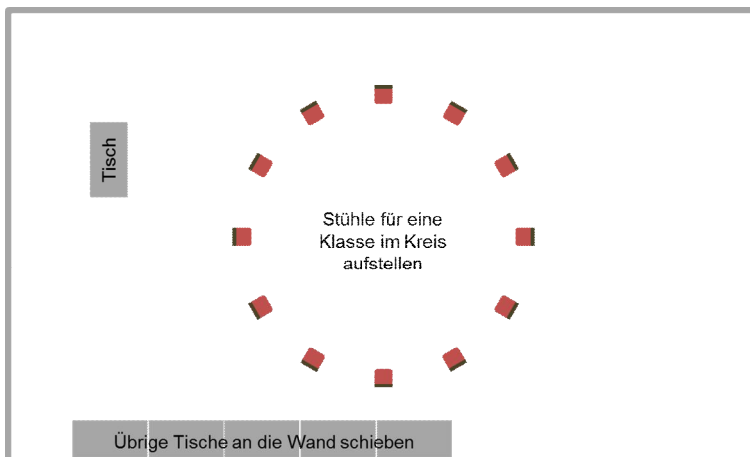 Tisch
Stühle für eine
Klasse im Kreis
aufstellen
Übrige Tische an die Wand schieben